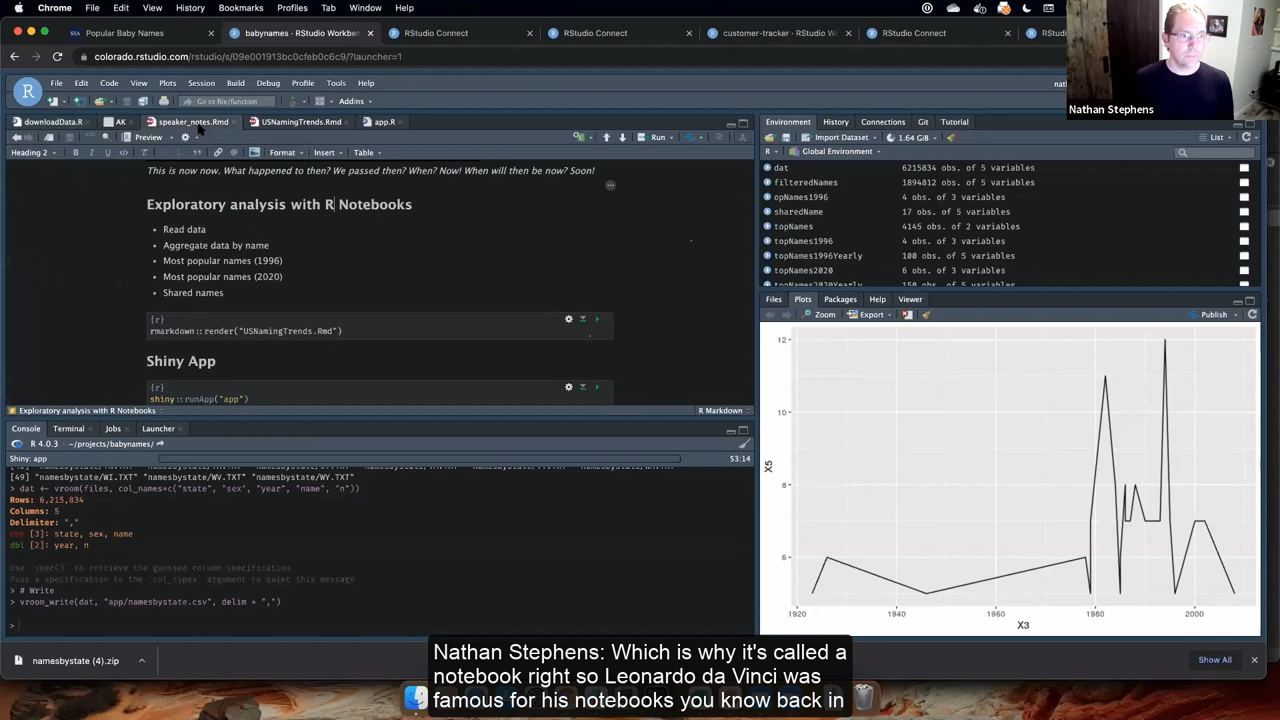 Chrome File Edit View History Bookmarks Profiles Tab Window Help
Popular Baby Names × babynames - RStudio Workben × RStudio Connect × RStudio Connect × customer-tracker - RStudio W × RStudio Connect ×
colorado.rstudio.com/rstudio/s/09e001913bc0cfeb0c6c9/?launcher=1
Nathan Stephens
R File Edit Code View Plots Session Build Debug Profile Tools Help
Go to file/function Addins
downloadData.R × AK × speaker_notes.Rmd × USNamingTrends.Rmd × app.R ×
Preview Run
Heading 2 B I U Format Insert Table
This is now now. What happened to then? We passed then? When? Now! When will then be now? Soon!
Exploratory analysis with R Notebooks
• Read data
• Aggregate data by name
• Most popular names (1996)
• Most popular names (2020)
• Shared names
{r}
rmarkdown::render("USNamingTrends.Rmd")
Shiny App
{r}
shiny::runApp("app")
Exploratory analysis with R Notebooks R Markdown
Console Terminal × Jobs × Launcher ×
R 4.0.3 · ~/projects/babynames/
Shiny: app 53:14
[49] "namesbystate/WI.TXT" "namesbystate/WY.TXT"
> dat <- vroom(files, col_names=c("state", "sex", "year", "name", "n"))
Rows: 6,215,834
Columns: 5
Delimiter: ","
chr [3]: state, sex, name
dbl [2]: year, n
Use `spec()` to retrieve the guessed column specification
Pass a specification to the `col_types` argument to quiet this message
> # Write
> vroom_write(dat, "app/namesbystate.csv", delim = ",")
>
Environment History Connections Git Tutorial
Import Dataset 1.64 GiB List
R Global Environment
dat 6215834 obs. of 5 variables
filteredNames 1894812 obs. of 5 variables
opNames1996 4 obs. of 3 variables
sharedName 17 obs. of 5 variables
topNames 4145 obs. of 2 variables
topNames1996 4 obs. of 3 variables
topNames1996Yearly 100 obs. of 5 variables
topNames2020 6 obs. of 3 variables
topNames2020Yearly 150 obs. of 5 variables
Files Plots Packages Help Viewer
Zoom Export Publish
12
10
8
6
X5
1920 1940 1960 1980 2000
X3
namesbystate (4).zip Show All ×
Nathan Stephens: Which is why it's called a
notebook right so Leonardo da Vinci was
famous for his notebooks you know back in